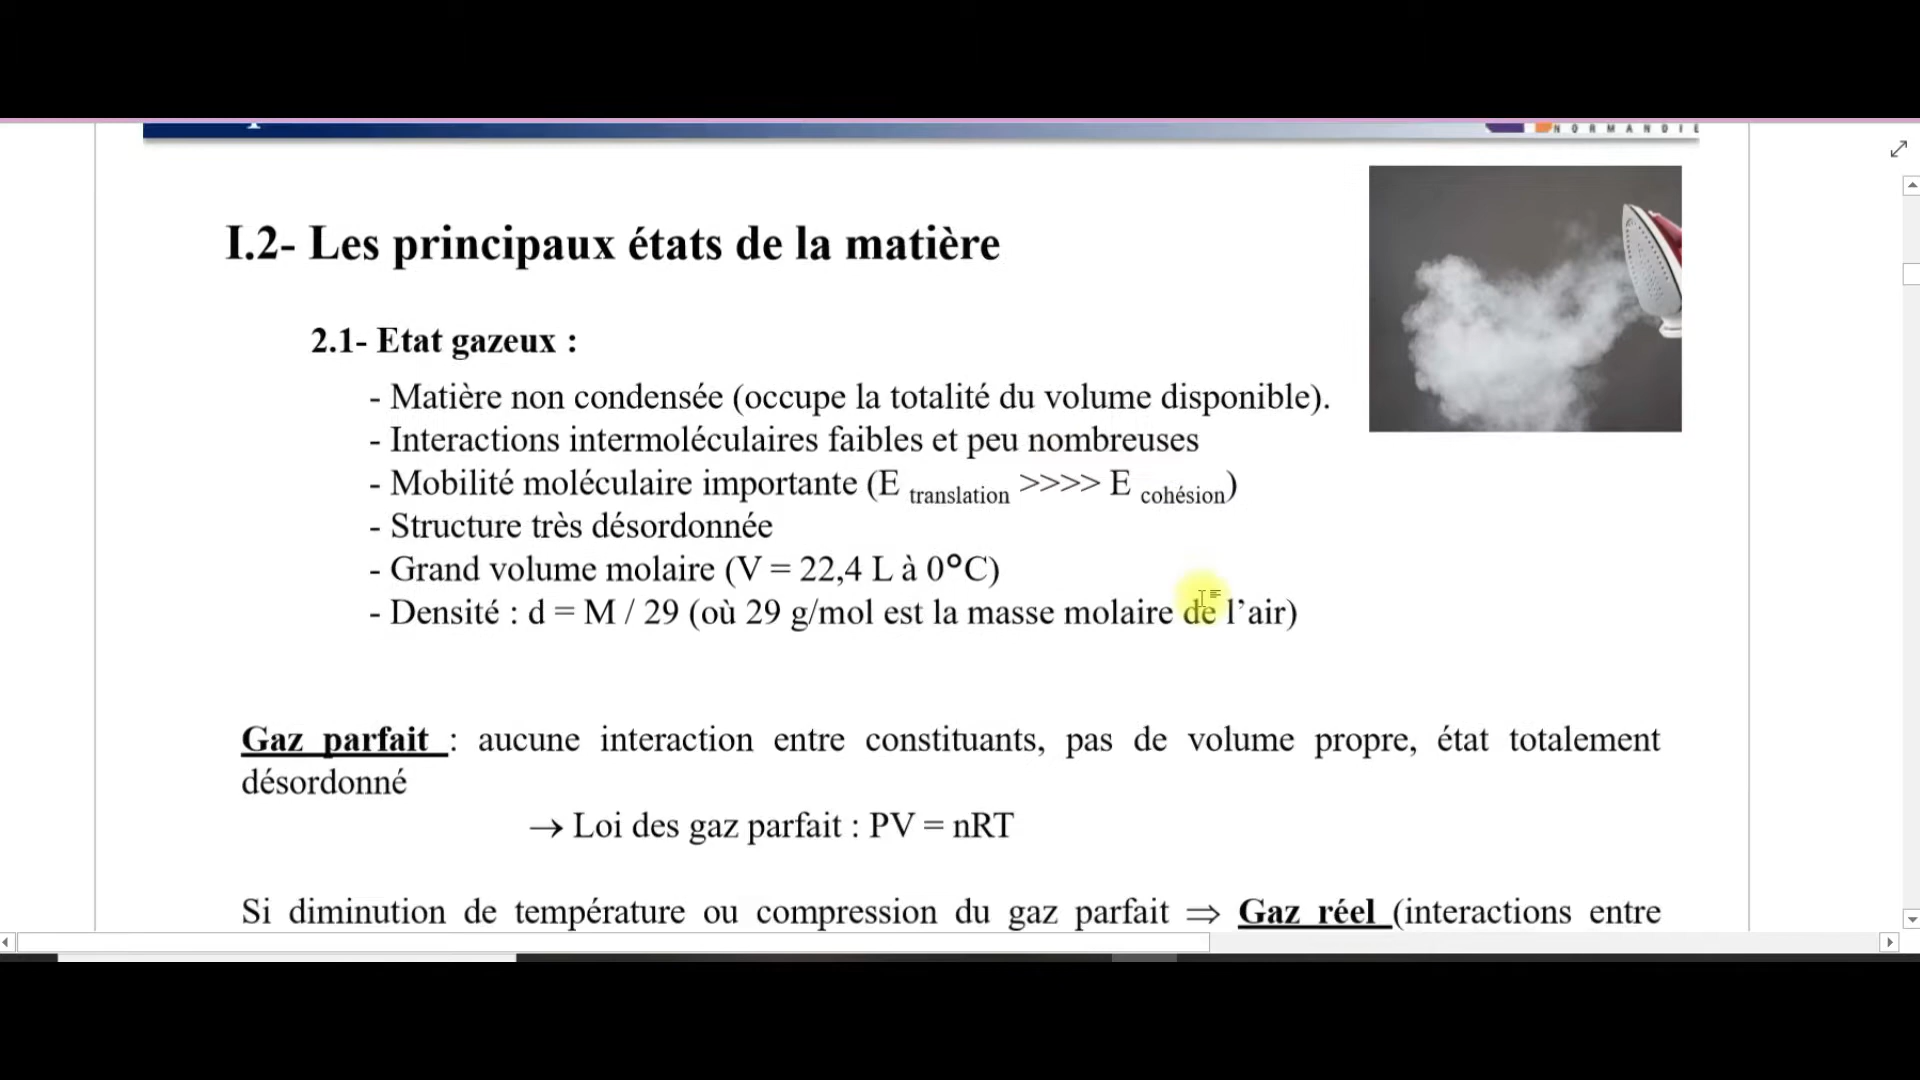 NORMANDIE
I.2- Les principaux états de la matière
2.1- Etat gazeux :
- Matière non condensée (occupe la totalité du volume disponible).
- Interactions intermoléculaires faibles et peu nombreuses
- Mobilité moléculaire importante (E translation >>>> E cohésion)
- Structure très désordonnée
- Grand volume molaire (V = 22,4 L à 0°C)
- Densité : d = M / 29 (où 29 g/mol est la masse molaire de l’air)
Gaz parfait : aucune interaction entre constituants, pas de volume propre, état totalement
désordonné
→ Loi des gaz parfait : PV = nRT
Si diminution de température ou compression du gaz parfait ⇒ Gaz réel (interactions entre